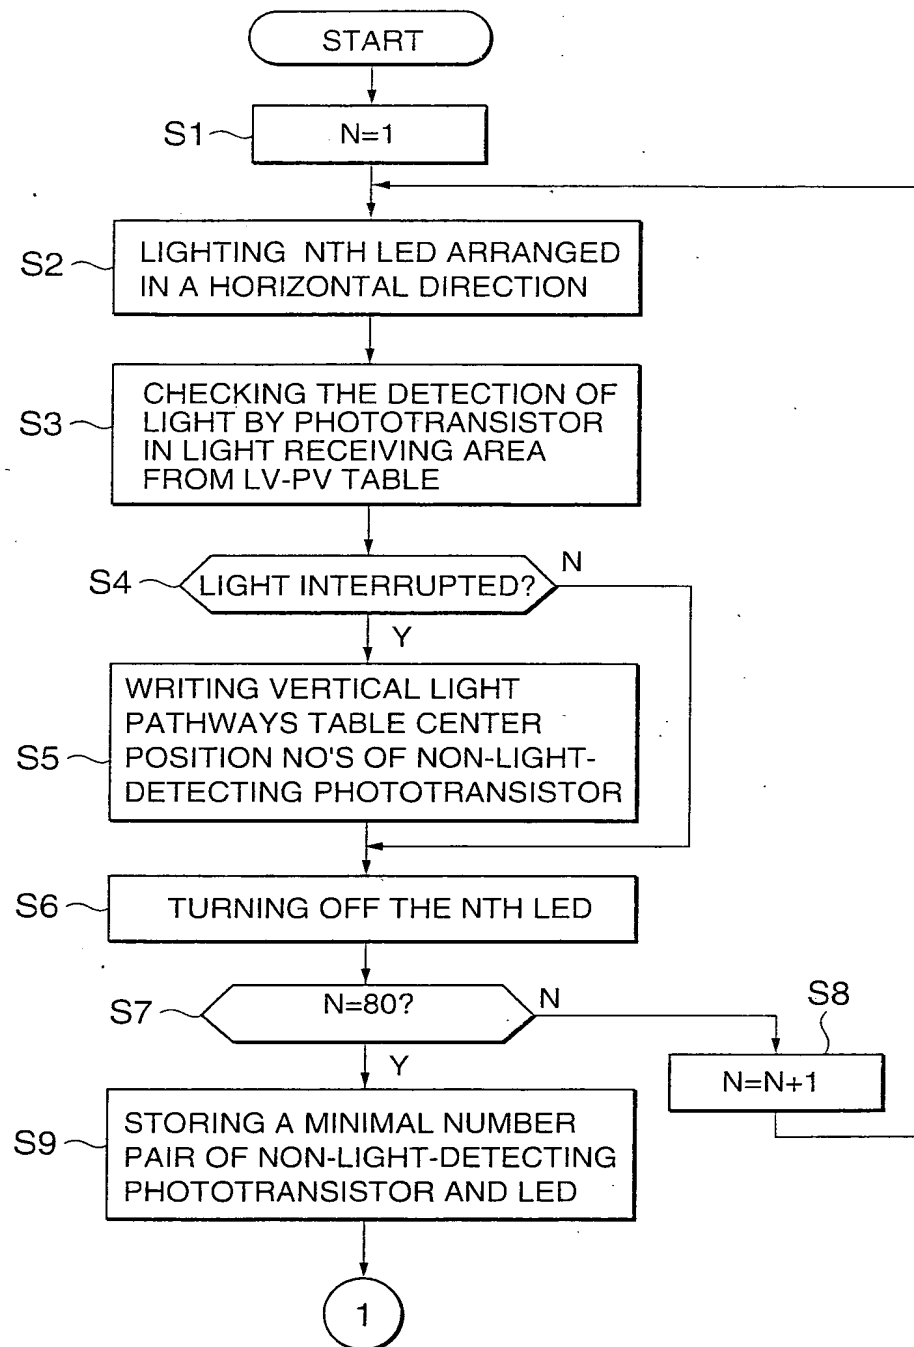 START
S1
N=1
S2
LIGHTING NTH LED ARRANGED
IN A HORIZONTAL DIRECTION
S3
CHECKING THE DETECTION OF
LIGHT BY PHOTOTRANSISTOR
IN LIGHT RECEIVING AREA
FROM LV-PV TABLE
S4
LIGHT INTERRUPTED?
N
Y
S5
WRITING VERTICAL LIGHT
PATHWAYS TABLE CENTER
POSITION NO'S OF NON-LIGHT-
DETECTING PHOTOTRANSISTOR
S6
TURNING OFF THE NTH LED
S7
N=80?
N
Y
S8
N=N+1
S9
STORING A MINIMAL NUMBER
PAIR OF NON-LIGHT-DETECTING
PHOTOTRANSISTOR AND LED
1